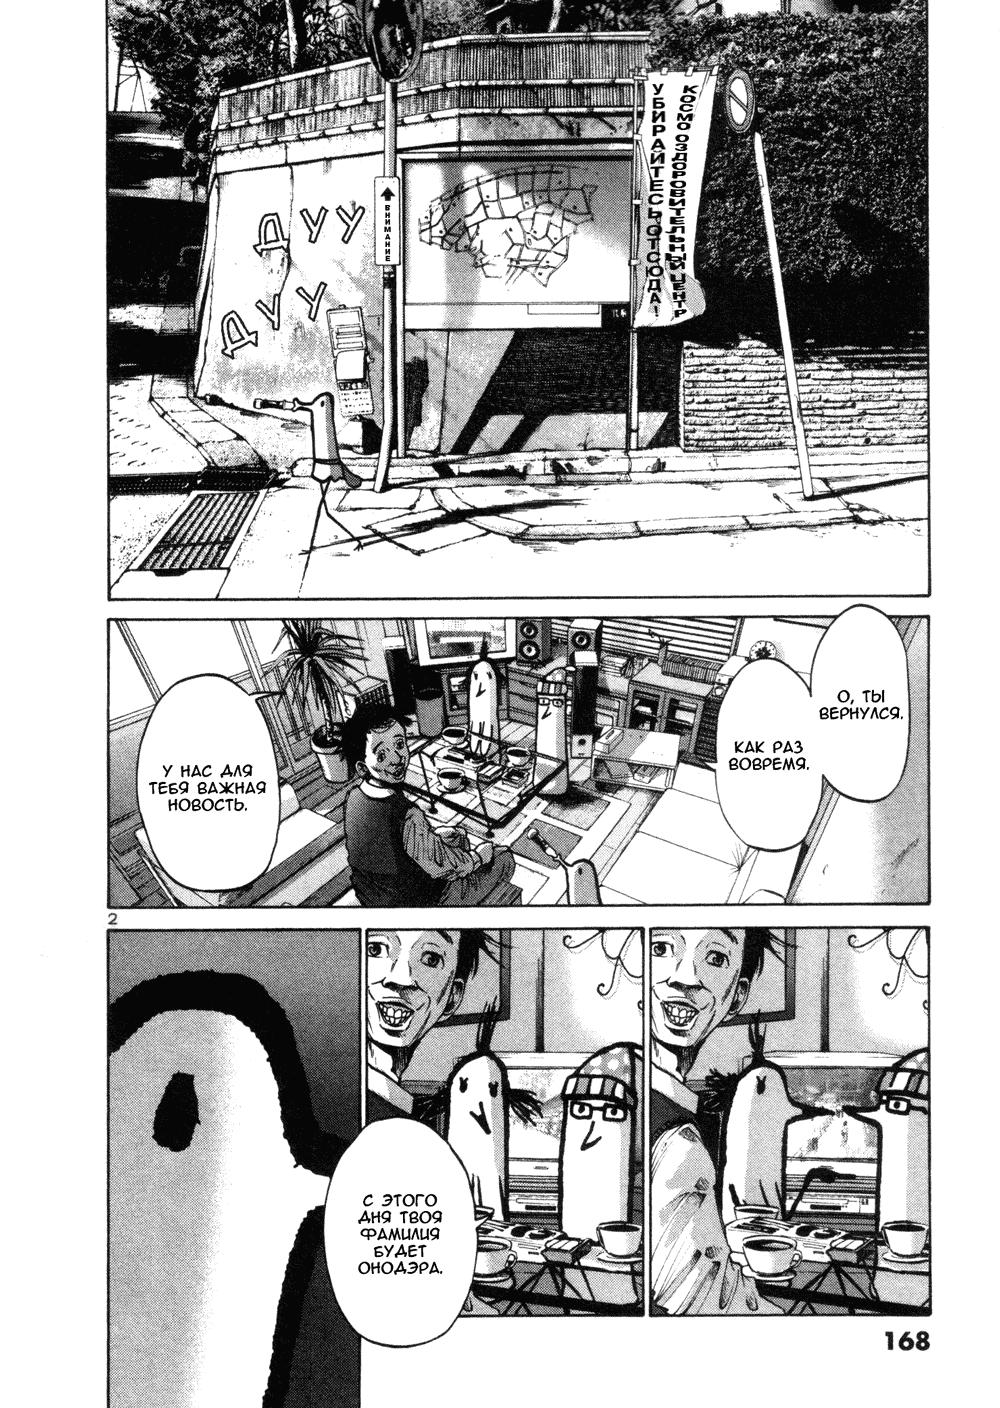 КОСМО ОЗДОРОВИТЕЛЬНЫЙ ЦЕНТР
УБИРАЙТЕСЬ ОТСЮДА!
ВНИМАНИЕ
ДУУ
ДУУ
О, ТЫ
ВЕРНУЛСЯ.
КАК РАЗ
ВОВРЕМЯ.
У НАС ДЛЯ
ТЕБЯ ВАЖНАЯ
НОВОСТЬ.
2
С ЭТОГО
ДНЯ ТВОЯ
ФАМИЛИЯ
БУДЕТ
ОНОДЭРА.
168